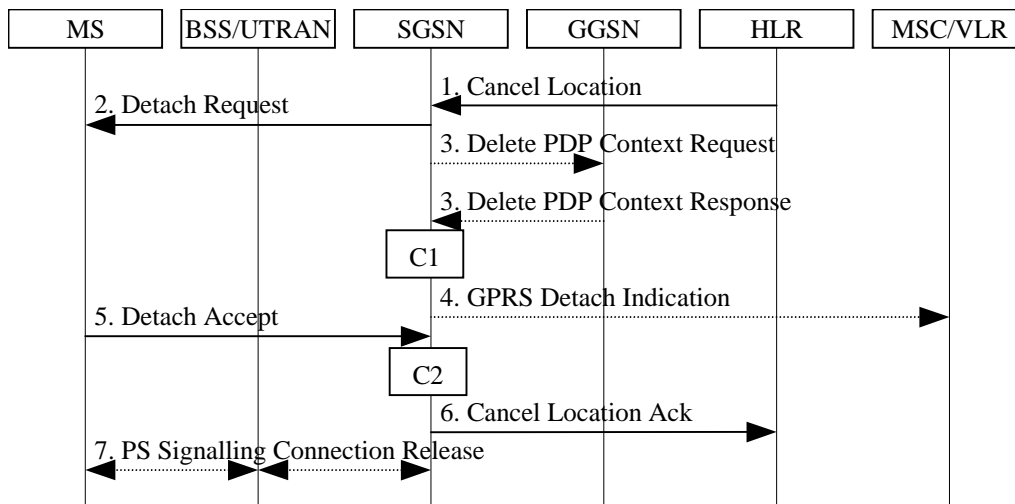 MS BSS/UTRAN SGSN GGSN HLR MSC/VLR
1. Cancel Location
2. Detach Request
3. Delete PDP Context Request
3. Delete PDP Context Response
C1
4. GPRS Detach Indication
5. Detach Accept
C2
6. Cancel Location Ack
7. PS Signalling Connection Release